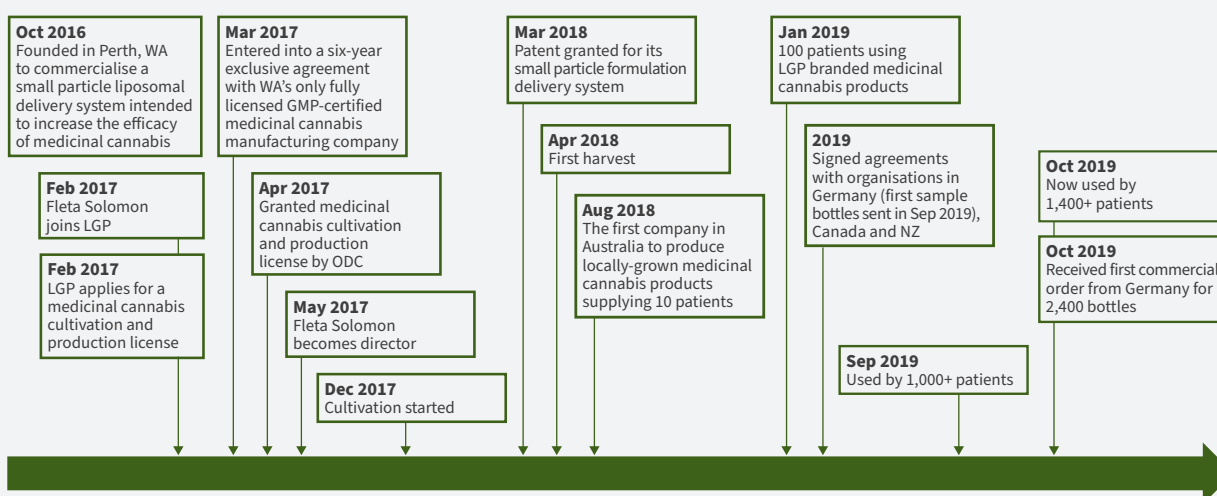 Oct 2016
Founded in Perth, WA
to commercialise a
small particle liposomal
delivery system intended
to increase the efficacy
of medicinal cannabis
Feb 2017
Fleta Solomon
joins LGP
Feb 2017
LGP applies for a
medicinal cannabis
cultivation and
production license
Mar 2017
Entered into a six-year
exclusive agreement
with WA's only fully
licensed GMP-certified
medicinal cannabis
manufacturing company
Apr 2017
Granted medicinal
cannabis cultivation
and production
license by ODC
May 2017
Fleta Solomon
becomes director
Dec 2017
Cultivation started
Mar 2018
Patent granted for its
small particle formulation
delivery system
Apr 2018
First harvest
Aug 2018
The first company in
Australia to produce
locally-grown medicinal
cannabis products
supplying 10 patients
Jan 2019
100 patients using
LGP branded medicinal
cannabis products
2019
Signed agreements
with organisations in
Germany (first sample
bottles sent in Sep 2019),
Canada and NZ
Sep 2019
Used by 1,000+ patients
Oct 2019
Now used by
1,400+ patients
Oct 2019
Received first commercial
order from Germany for
2,400 bottles